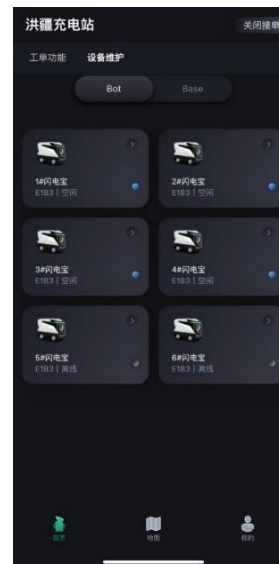 洪疆充电站
关闭接单
工单功能 设备维护
Bot Base
1#闪电宝 2#闪电宝
E183 | 空闲 E183 | 空闲
3#闪电宝 4#闪电宝
E183 | 空闲 E183 | 空闲
5#闪电宝 6#闪电宝
E183 | 离线 E183 | 离线
首页 地图 我的